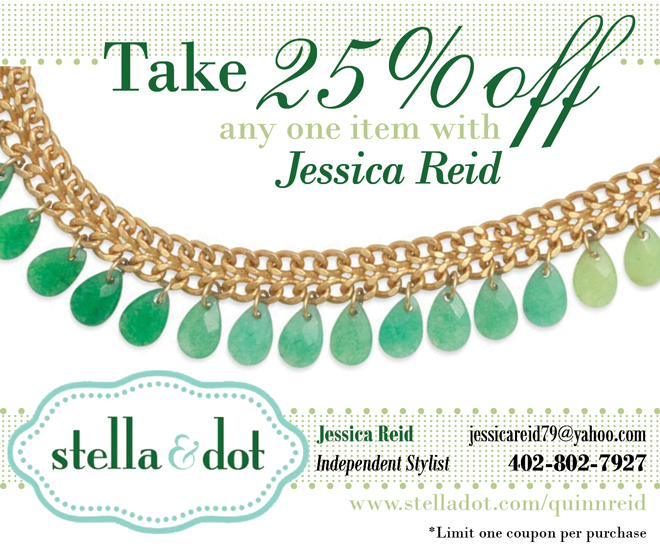 Take 25% off
any one item with
Jessica Reid
stella & dot
Jessica Reid jessicareid79@yahoo.com
Independent Stylist 402-802-7927
www.stelladot.com/quinnreid
*Limit one coupon per purchase